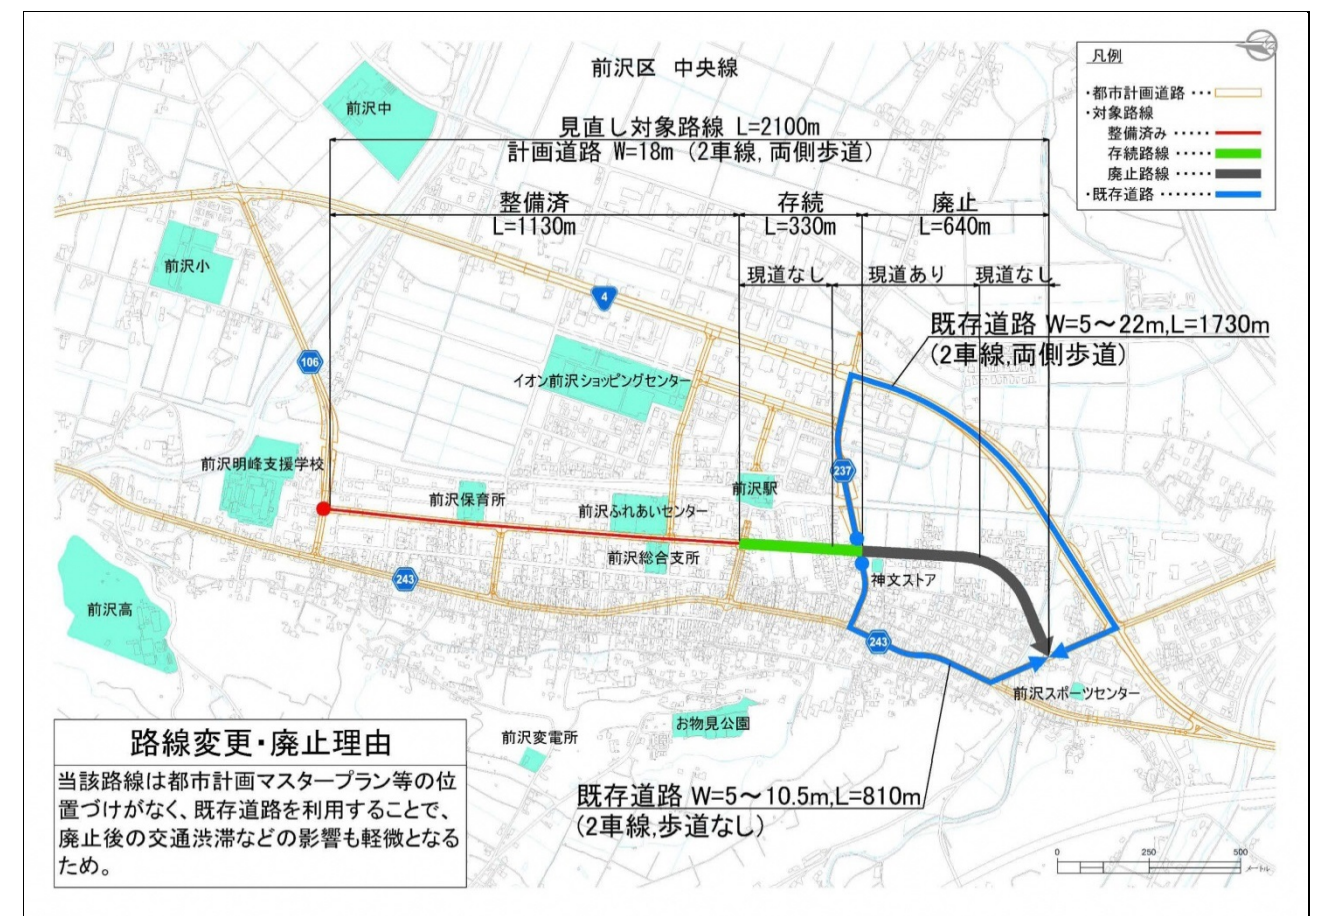 前沢区 中央線
凡例
・都市計画道路・・・
・対象路線
整備済み・・・・・
存続路線・・・・・
廃止路線・・・・・
・既存道路・・・・・・・
前沢中
見直し対象路線 L=2100m
計画道路 W=18m (2車線,両側歩道)
整備済
L=1130m
存続
L=330m
廃止
L=640m
前沢小
現道なし
現道あり
現道なし
4
既存道路 W=5～22m,L=1730m
(2車線,両側歩道)
106
イオン前沢ショッピングセンター
前沢明峰支援学校
237
前沢駅
前沢保育所
前沢ふれあいセンター
前沢総合支所
神文ストア
243
前沢高
243
前沢スポーツセンター
お物見公園
前沢変電所
路線変更・廃止理由
当該路線は都市計画マスタープラン等の位
置づけがなく、既存道路を利用することで、
廃止後の交通渋滞などの影響も軽微となる
ため。
既存道路 W=5～10.5m,L=810m
(2車線,歩道なし)
0 250 500
メートル